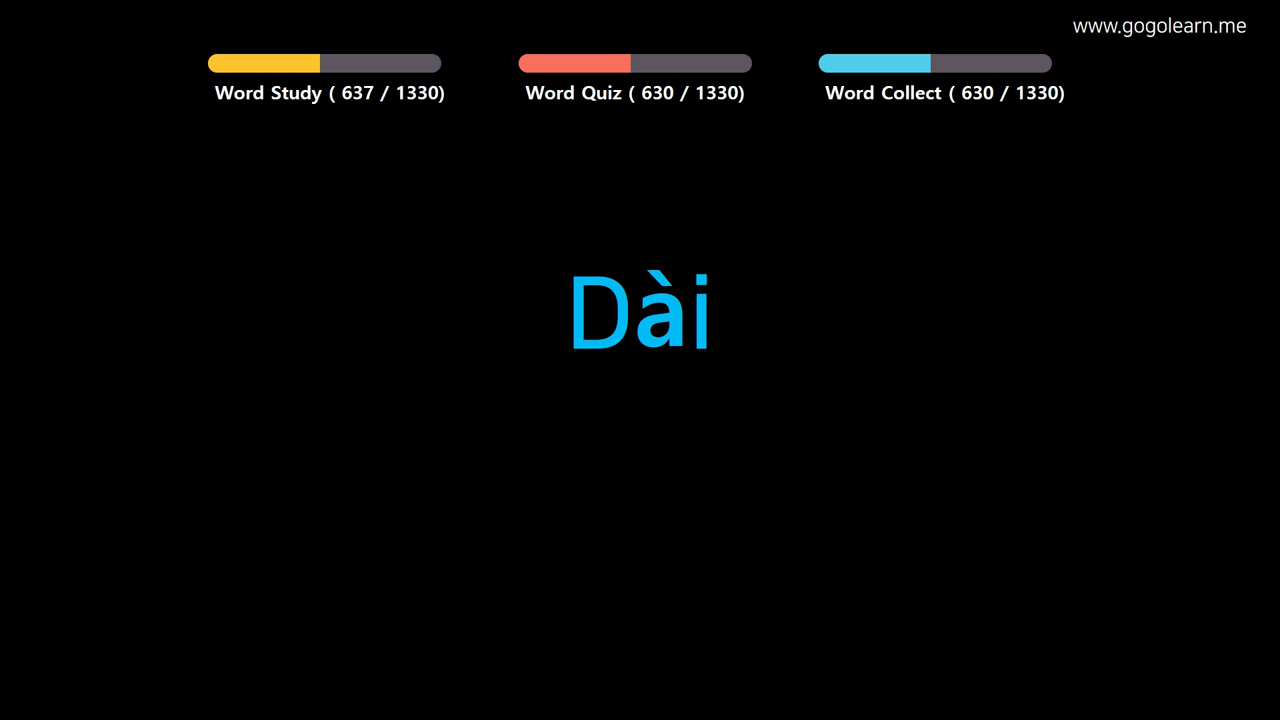 www.gogolearn.me
Word Study ( 637 / 1330)
Word Quiz ( 630 / 1330)
Word Collect ( 630 / 1330)
Dài